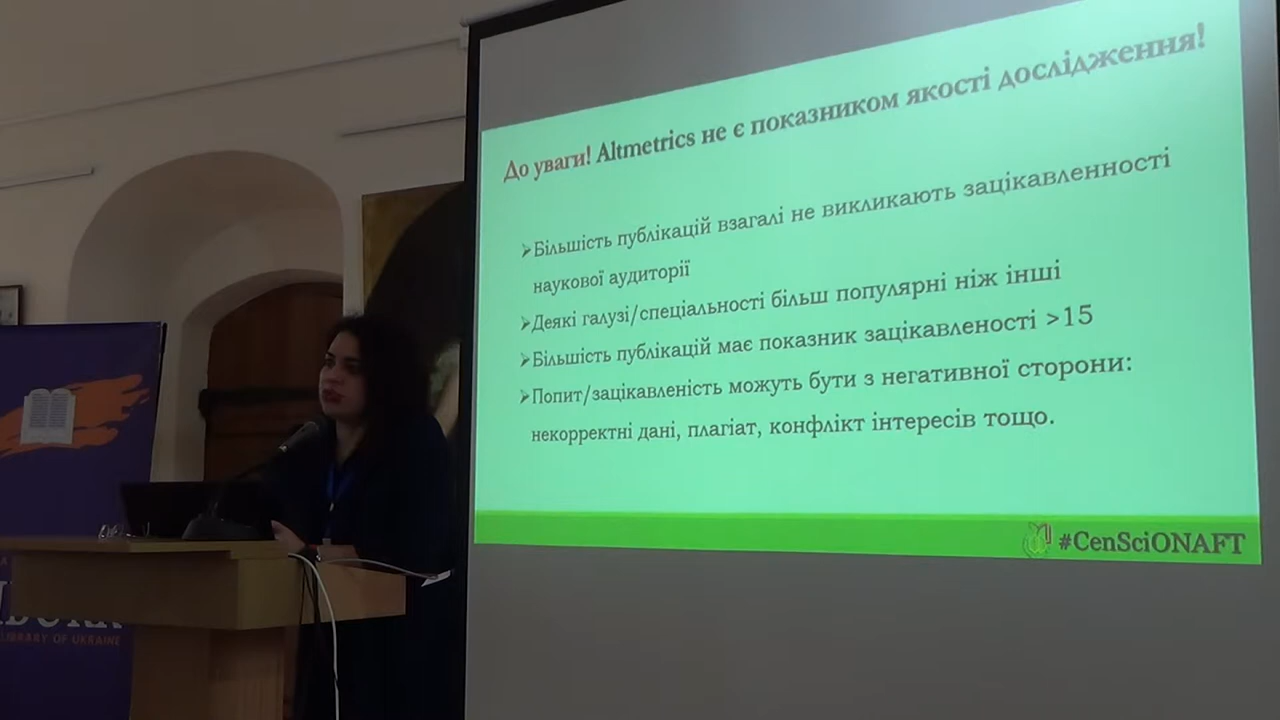 До уваги! Altmetrics не є показником якості дослідження!
➢Більшість публікацій взагалі не викликають зацікавленності
наукової аудиторії
➢Деякі галузі/спеціальності більш популярні ніж інші
➢Більшість публікацій має показник зацікавленості >15
➢Попит/зацікавленість можуть бути з негативної сторони:
некорректні дані, плагіат, конфлікт інтересів тощо.
#CenSciONAFT
LIBRARY OF UKRAINE